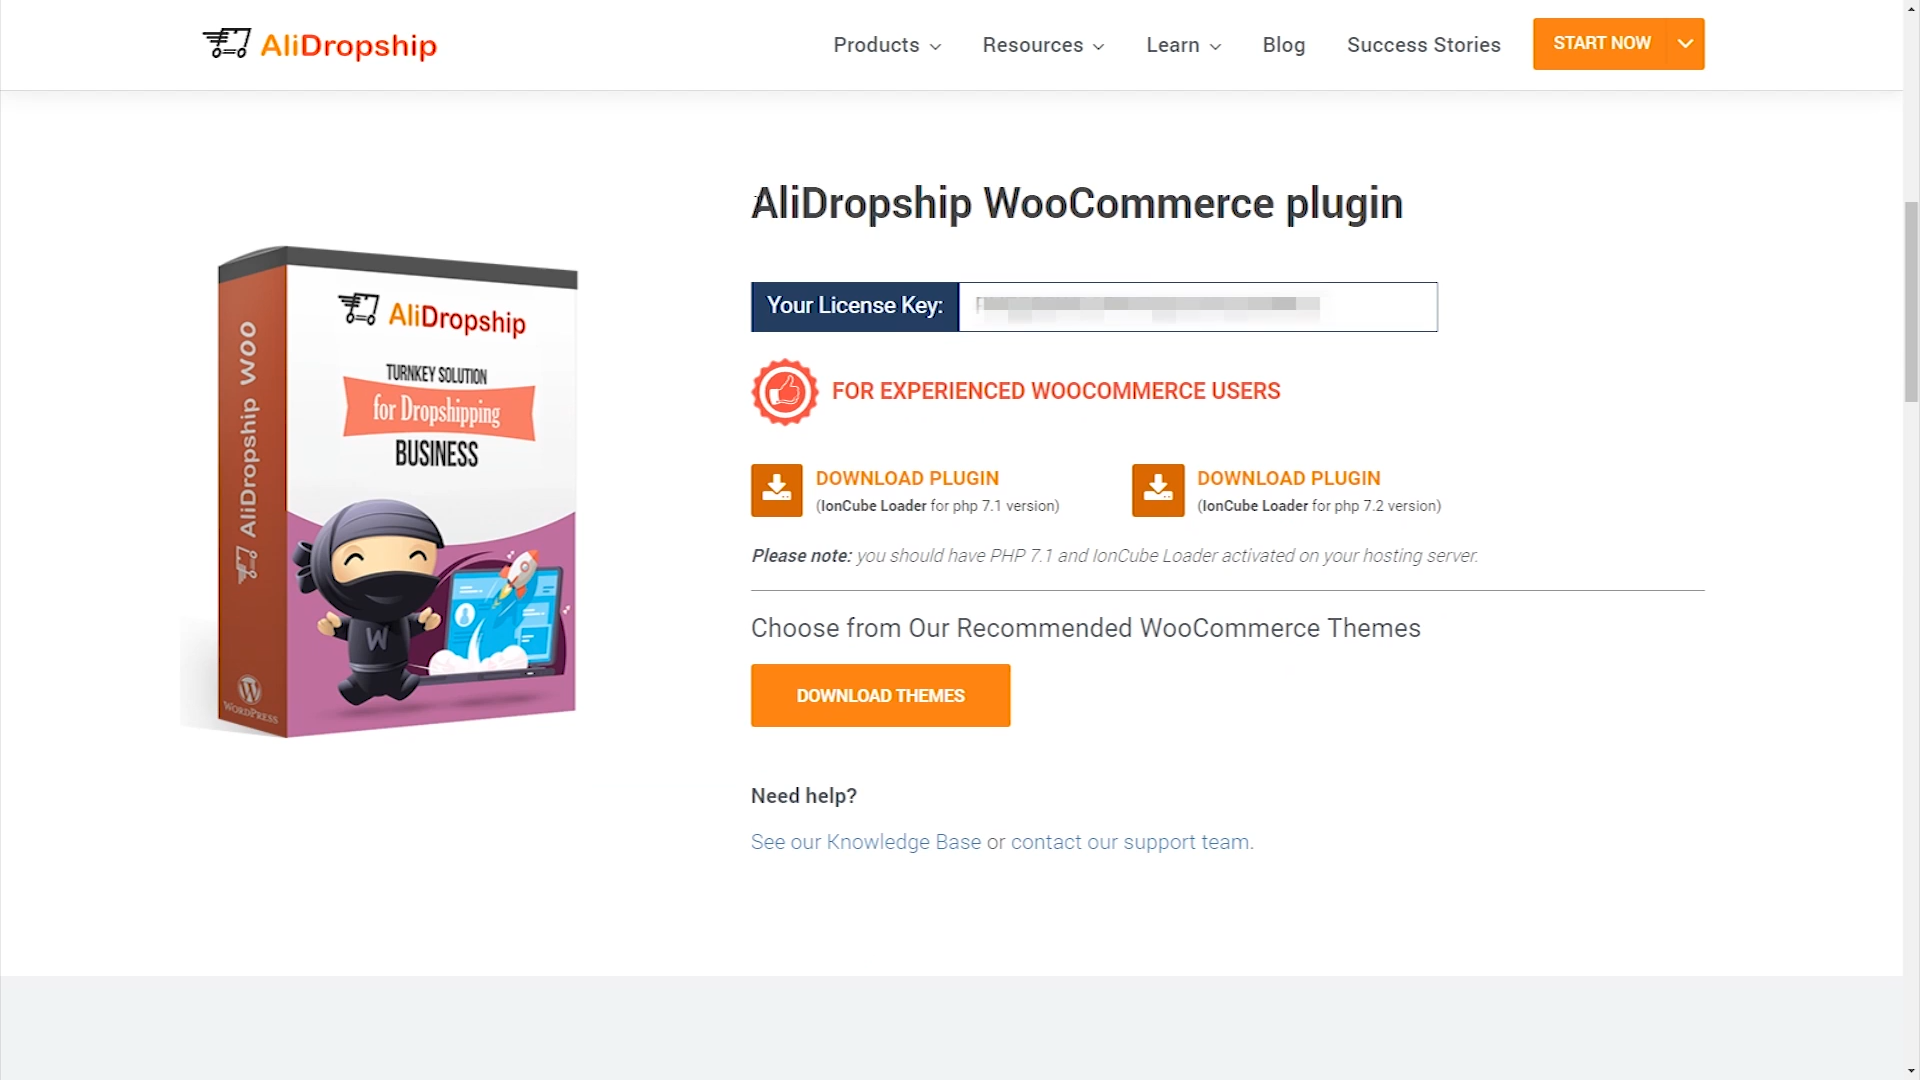 AliDropship
Products
Resources
Learn
Blog
Success Stories
START NOW
AliDropship WooCommerce plugin
Your License Key:
FOR EXPERIENCED WOOCOMMERCE USERS
DOWNLOAD PLUGIN
(IonCube Loader for php 7.1 version)
DOWNLOAD PLUGIN
(IonCube Loader for php 7.2 version)
Please note: you should have PHP 7.1 and IonCube Loader activated on your hosting server.
Choose from Our Recommended WooCommerce Themes
DOWNLOAD THEMES
Need help?
See our Knowledge Base or contact our support team.
AliDropship
TURNKEY SOLUTION
for Dropshipping
BUSINESS
W
AliDropship WOO
WORDPRESS